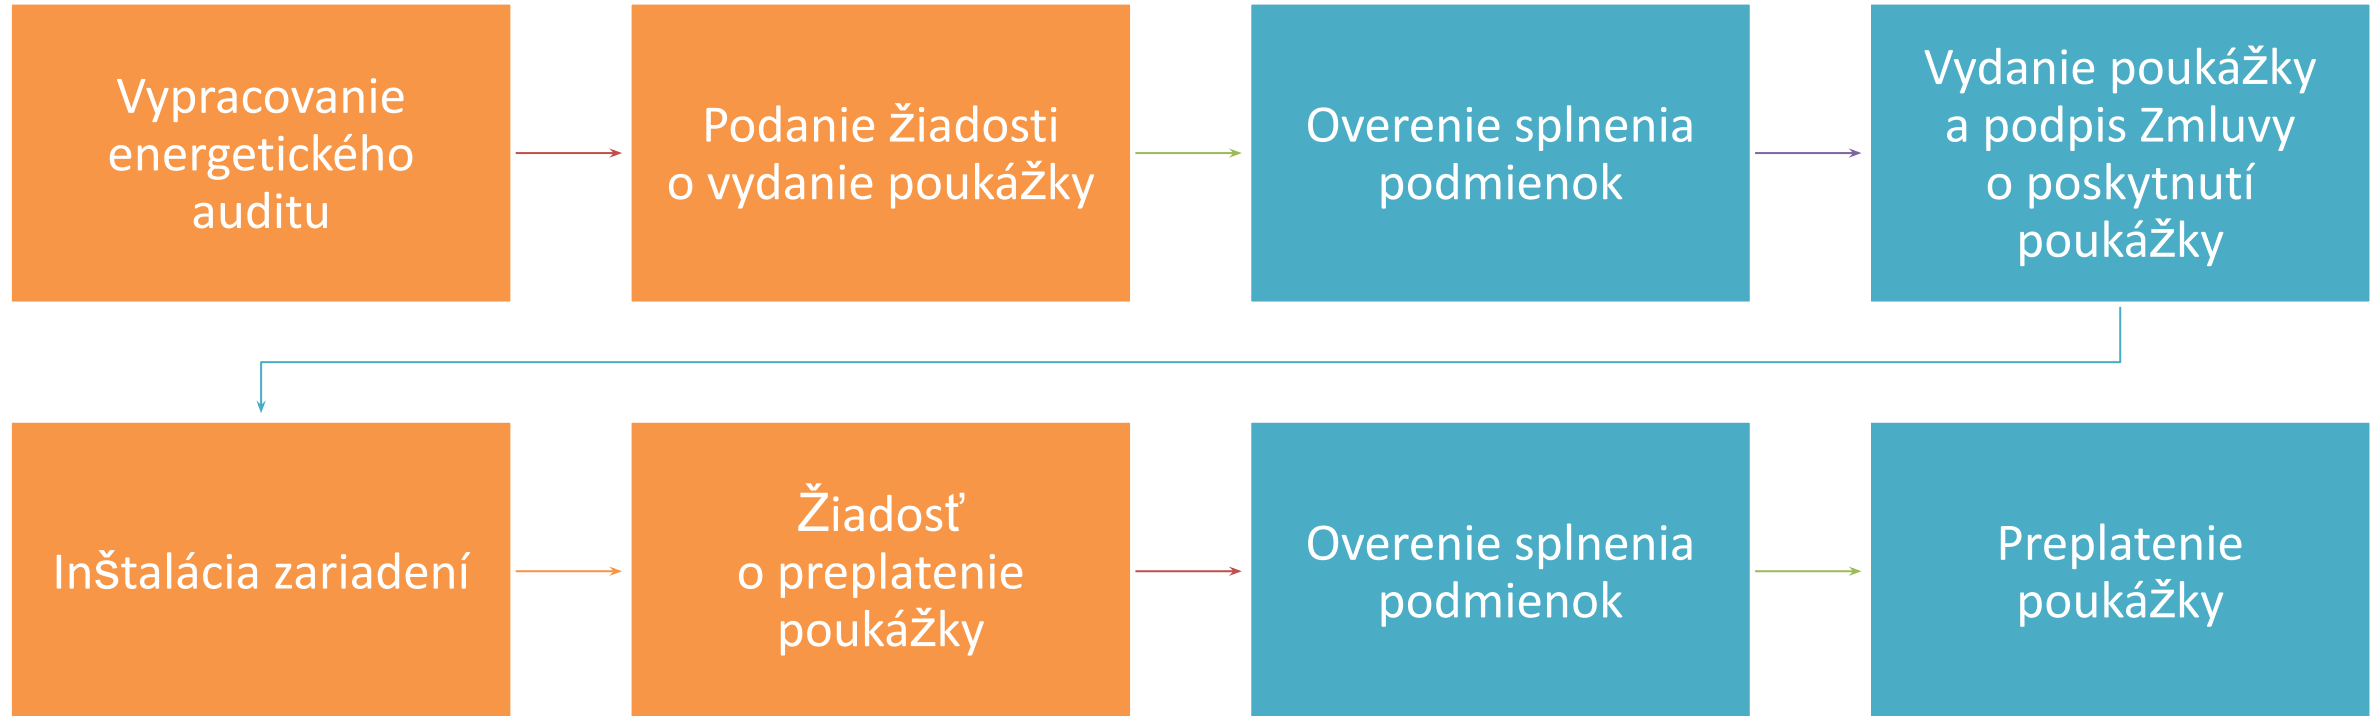 Vypracovanie
energetického
auditu
Podanie žiadosti
o vydanie poukážky
Overenie splnenia
podmienok
Vydanie poukážky
a podpis Zmluvy
o poskytnutí
poukážky
Inštalácia zariadení
Žiadosť
o preplatenie
poukážky
Overenie splnenia
podmienok
Preplatenie
poukážky